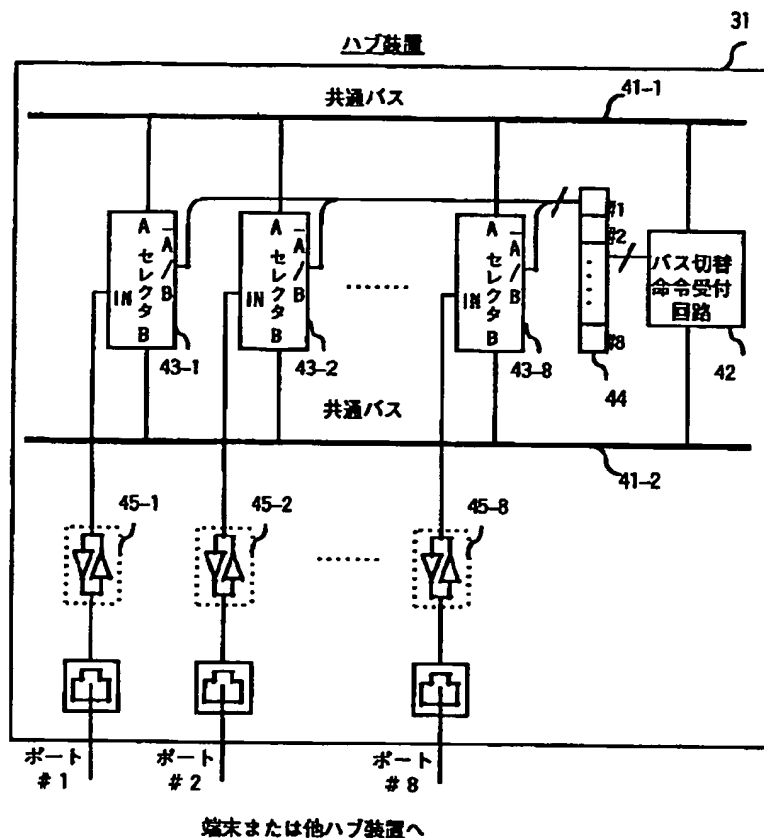 31
ハブ装置
共通バス
41-1
A
セレクタ
IN
B
A/B
43-1
A
セレクタ
IN
B
A/B
43-2
........
A
セレクタ
IN
B
A/B
43-8
#1
#2
#8
44
バス切替
命令受付
回路
42
共通バス
41-2
45-1
45-2
45-8
........
ポート
#1
ポート
#2
ポート
#8
端末または他ハブ装置へ